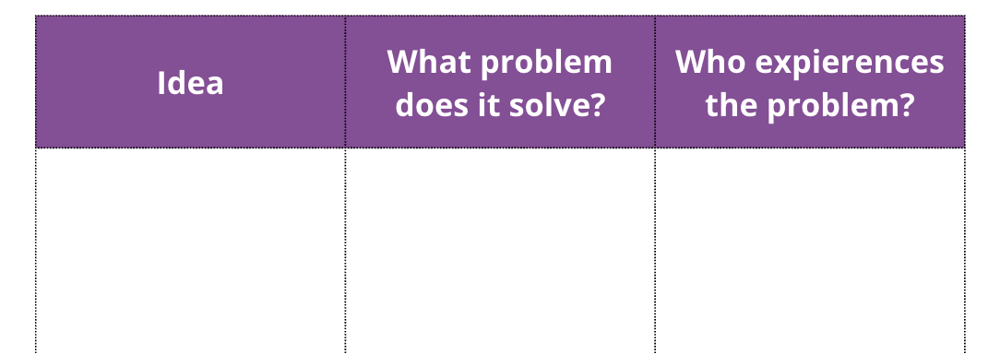 Idea
What problem
does it solve?
Who expierences
the problem?